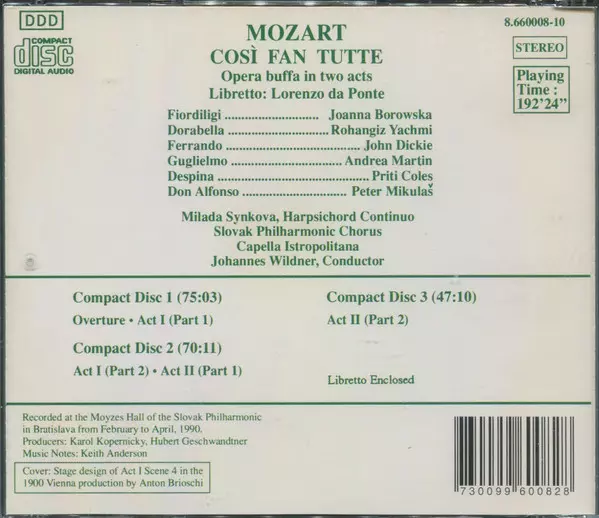 DDD
COMPACT
disc
DIGITAL AUDIO
MOZART
COSÌ FAN TUTTE
Opera buffa in two acts
Libretto: Lorenzo da Ponte
8.660008-10
STEREO
Playing
Time :
192'24"
Fiordiligi .......................... Joanna Borowska
Dorabella ............................ Rohangiz Yachmi
Ferrando ..................................... John Dickie
Guglielmo .............................. Andrea Martin
Despina ......................................... Priti Coles
Don Alfonso ............................ Peter Mikulaš
Milada Synkova, Harpsichord Continuo
Slovak Philharmonic Chorus
Capella Istropolitana
Johannes Wildner, Conductor
Compact Disc 1 (75:03)
Overture • Act I (Part 1)
Compact Disc 2 (70:11)
Act I (Part 2) • Act II (Part 1)
Compact Disc 3 (47:10)
Act II (Part 2)
Libretto Enclosed
Recorded at the Moyzes Hall of the Slovak Philharmonic
in Bratislava from February to April, 1990.
Producers: Karol Kopernicky, Hubert Geschwandtner
Music Notes: Keith Anderson
Cover: Stage design of Act I Scene 4 in the
1900 Vienna production by Anton Brioschi
730099 600828